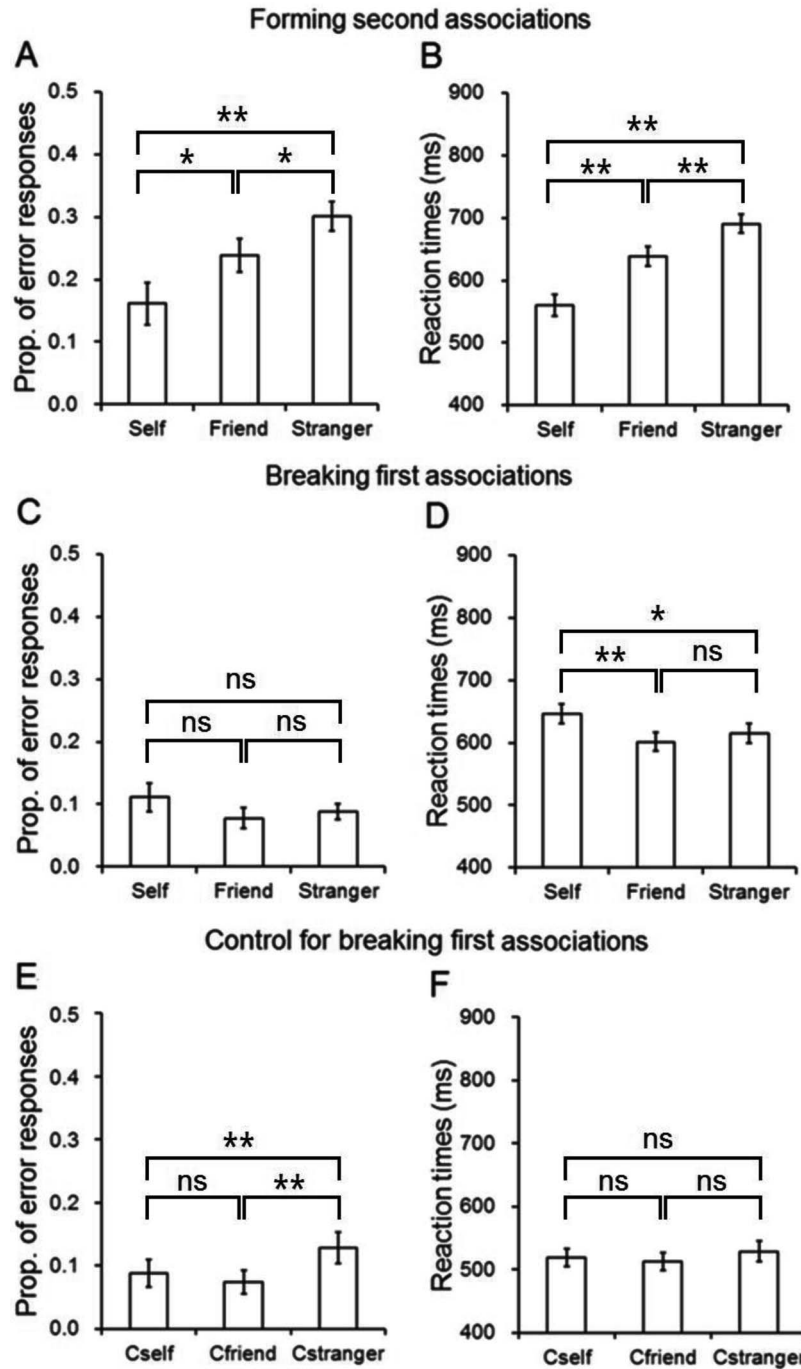 Forming second associations
A
B
Prop. of error responses
0.5
0.4
0.3
0.2
0.1
0.0
**
* *
Self Friend Stranger
Reaction times (ms)
900
800
700
600
500
400
**
** **
Self Friend Stranger
Breaking first associations
C
D
Prop. of error responses
0.5
0.4
0.3
0.2
0.1
0.0
ns
ns ns
Self Friend Stranger
Reaction times (ms)
900
800
700
600
500
400
*
** ns
Self Friend Stranger
Control for breaking first associations
E
F
Prop. of error responses
0.5
0.4
0.3
0.2
0.1
0.0
**
ns **
Cself Cfriend Cstranger
Reaction times (ms)
900
800
700
600
500
400
ns
ns ns
Cself Cfriend Cstranger